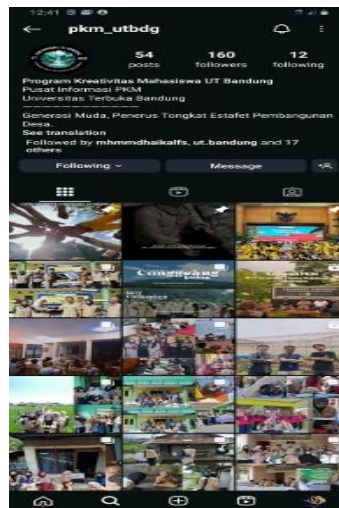 12:41
pkm_utbdg
54 160 12
posts followers following
Program Kreativitas Mahasiswa UT Bandung
Pusat Informasi PKM
Universitas Terbuka Bandung
Generasi Muda, Penerus Tongkat Estafet Pembangunan
Desa.
See translation
Followed by mhmmdhaikalfs, ut.bandung and 17
others
Following Message